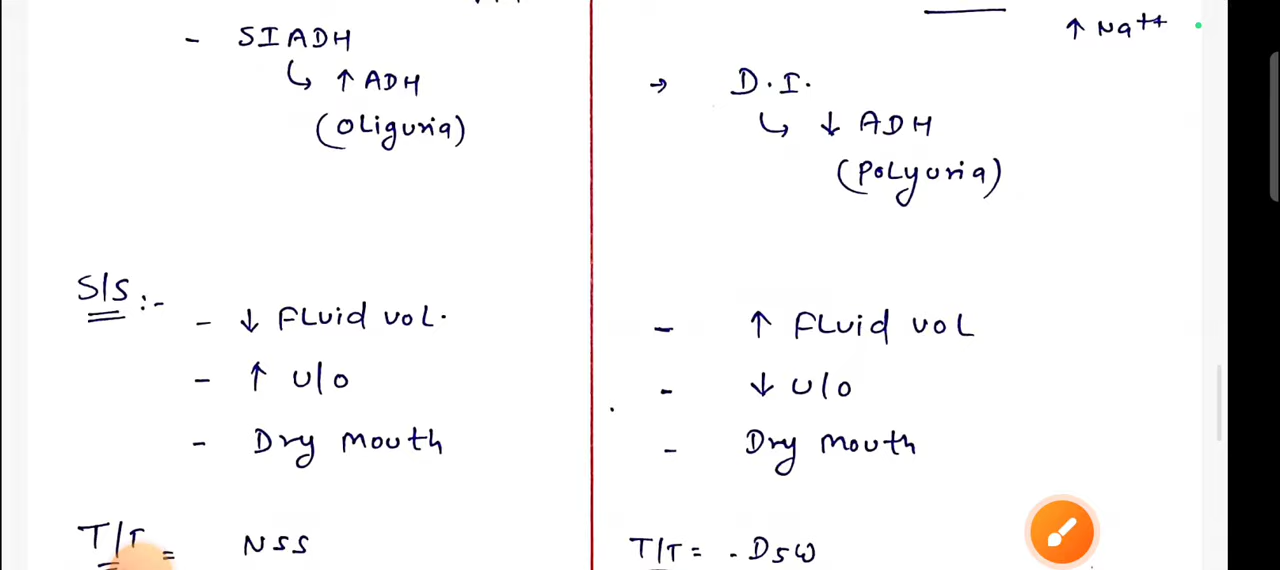 - SIADH
↳ ↑ ADH
(oliguria)
S/S :-
- ↓ Fluid vol.
- ↑ U/O
- Dry mouth
T/T = NSS
↑ Na++
→ D.I.
↳ ↓ ADH
(polyuria)
- ↑ Fluid vol
- ↓ U/O
- Dry mouth
T/T = . D5W